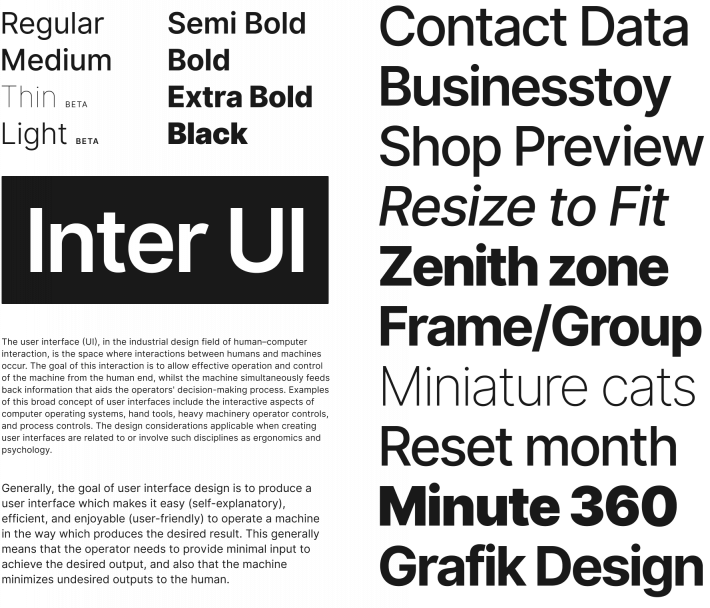 Regular
Medium
Thin BETA
Light BETA
Semi Bold
Bold
Extra Bold
Black
Inter UI
The user interface (UI), in the industrial design field of human–computer
interaction, is the space where interactions between humans and machines
occur. The goal of this interaction is to allow effective operation and control
of the machine from the human end, whilst the machine simultaneously feeds
back information that aids the operators' decision-making process. Examples
of this broad concept of user interfaces include the interactive aspects of
computer operating systems, hand tools, heavy machinery operator controls,
and process controls. The design considerations applicable when creating
user interfaces are related to or involve such disciplines as ergonomics and
psychology.
Generally, the goal of user interface design is to produce a
user interface which makes it easy (self-explanatory),
efficient, and enjoyable (user-friendly) to operate a machine
in the way which produces the desired result. This generally
means that the operator needs to provide minimal input to
achieve the desired output, and also that the machine
minimizes undesired outputs to the human.
Contact Data
Businesstoy
Shop Preview
Resize to Fit
Zenith zone
Frame/Group
Miniature cats
Reset month
Minute 360
Grafik Design